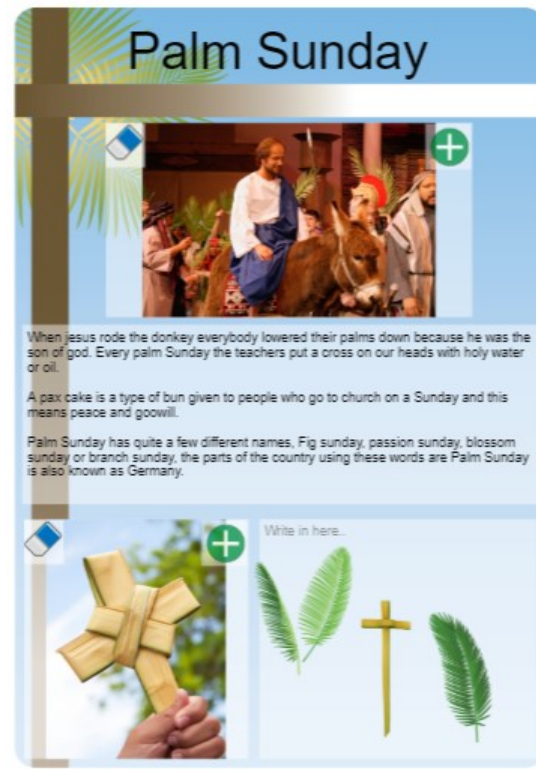 Palm Sunday
When jesus rode the donkey everybody lowered their palms down because he was the
son of god. Every palm Sunday the teachers put a cross on our heads with holy water
or oil.
A pax cake is a type of bun given to people who go to church on a Sunday and this
means peace and goowill.
Palm Sunday has quite a few different names, Fig sunday, passion sunday, blossom
sunday or branch sunday, the parts of the country using these words are Palm Sunday
is also known as Germany.
Write in here..